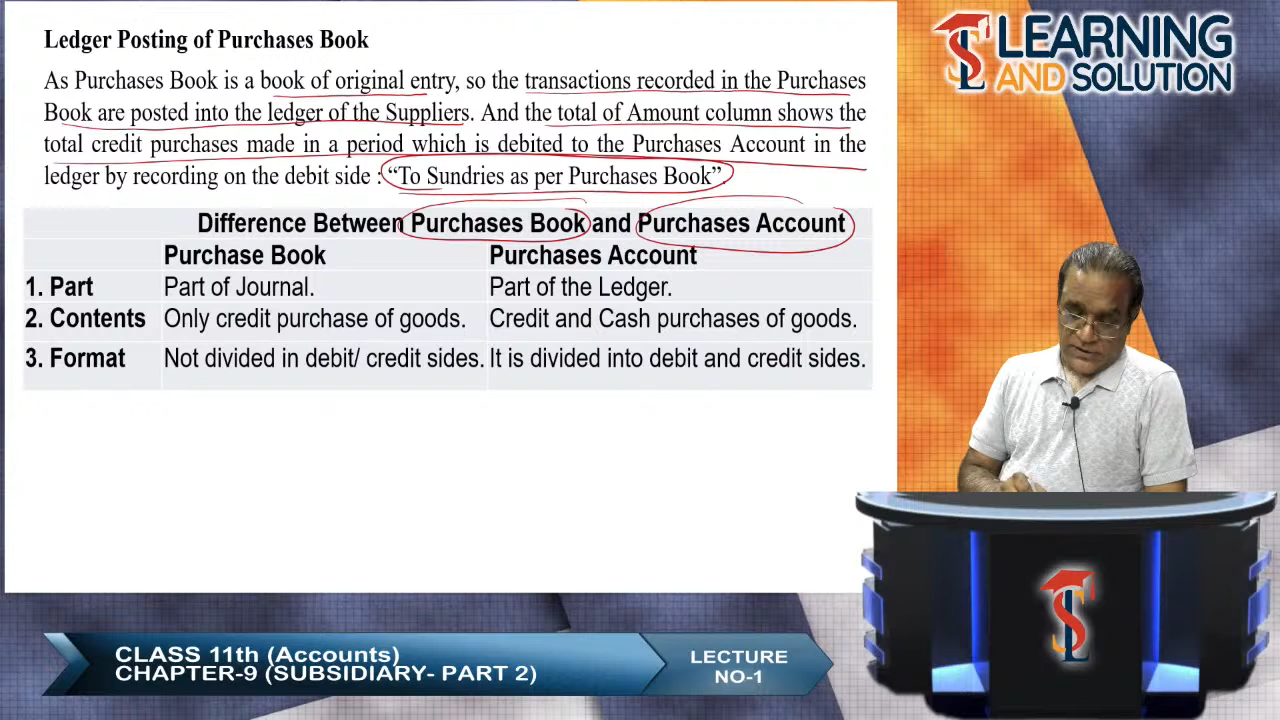 Ledger Posting of Purchases Book
As Purchases Book is a book of original entry, so the transactions recorded in the Purchases
Book are posted into the ledger of the Suppliers. And the total of Amount column shows the
total credit purchases made in a period which is debited to the Purchases Account in the
ledger by recording on the debit side : “To Sundries as per Purchases Book”.
Difference Between Purchases Book and Purchases Account
Purchase Book Purchases Account
1. Part Part of Journal. Part of the Ledger.
2. Contents Only credit purchase of goods. Credit and Cash purchases of goods.
3. Format Not divided in debit/ credit sides. It is divided into debit and credit sides.
SL LEARNING
AND SOLUTION
SL
CLASS 11th (Accounts)
CHAPTER-9 (SUBSIDIARY- PART 2)
LECTURE
NO-1